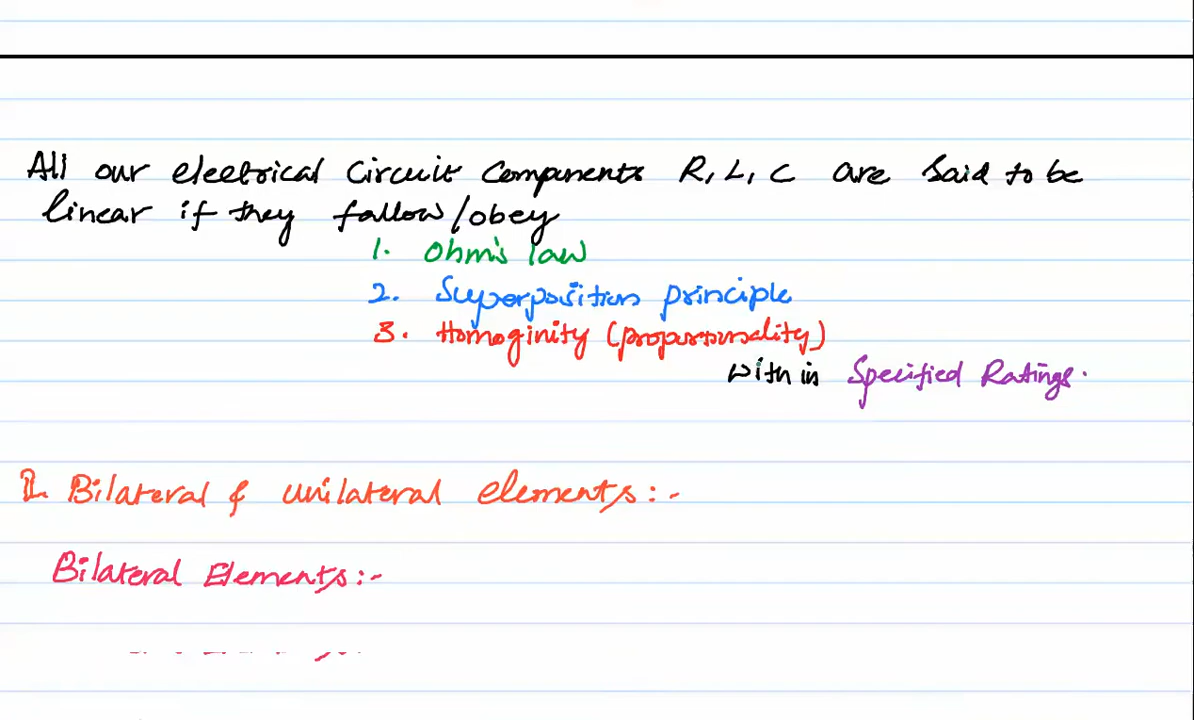 All our electrical Circuit Components R, L, C are said to be
linear if they follow/obey
1. Ohm's law
2. Superposition principle
3. Homoginity (proportionality)
with in Specified Ratings.
Bilateral & unilateral elements:-
Bilateral Elements:-